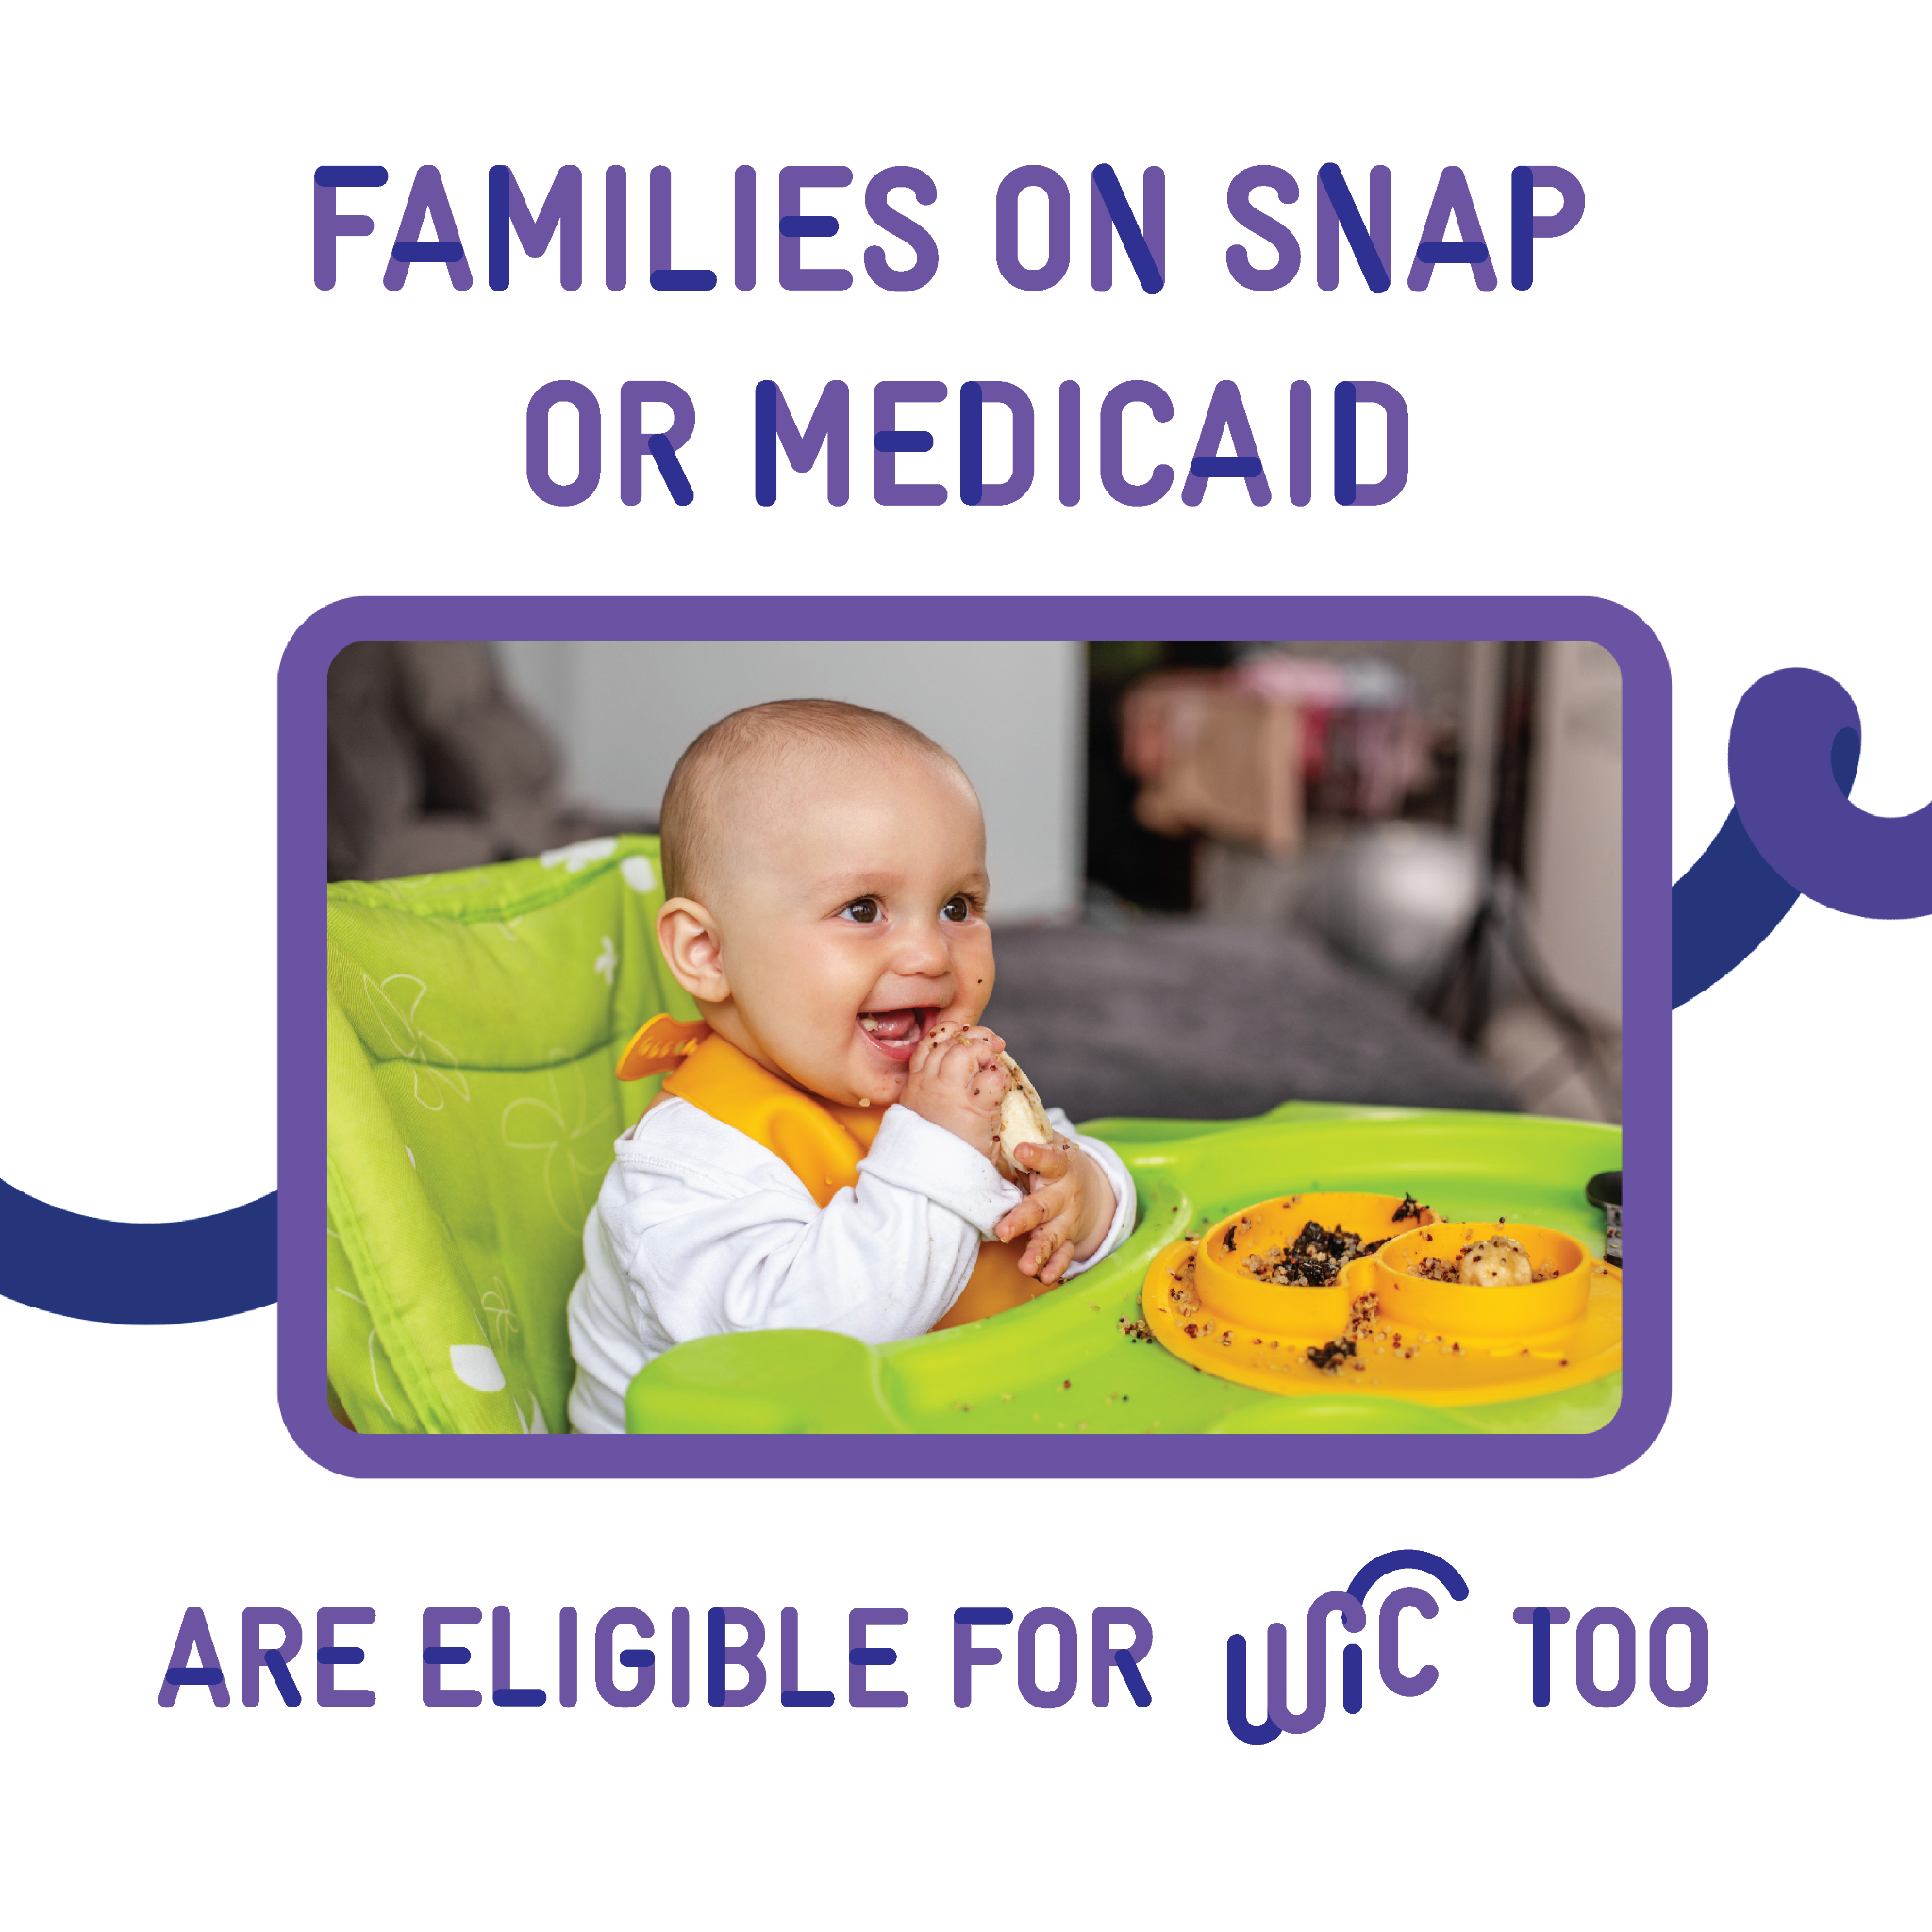 FAMILIES ON SNAP
OR MEDICAID
ARE ELIGIBLE FOR WiC TOO